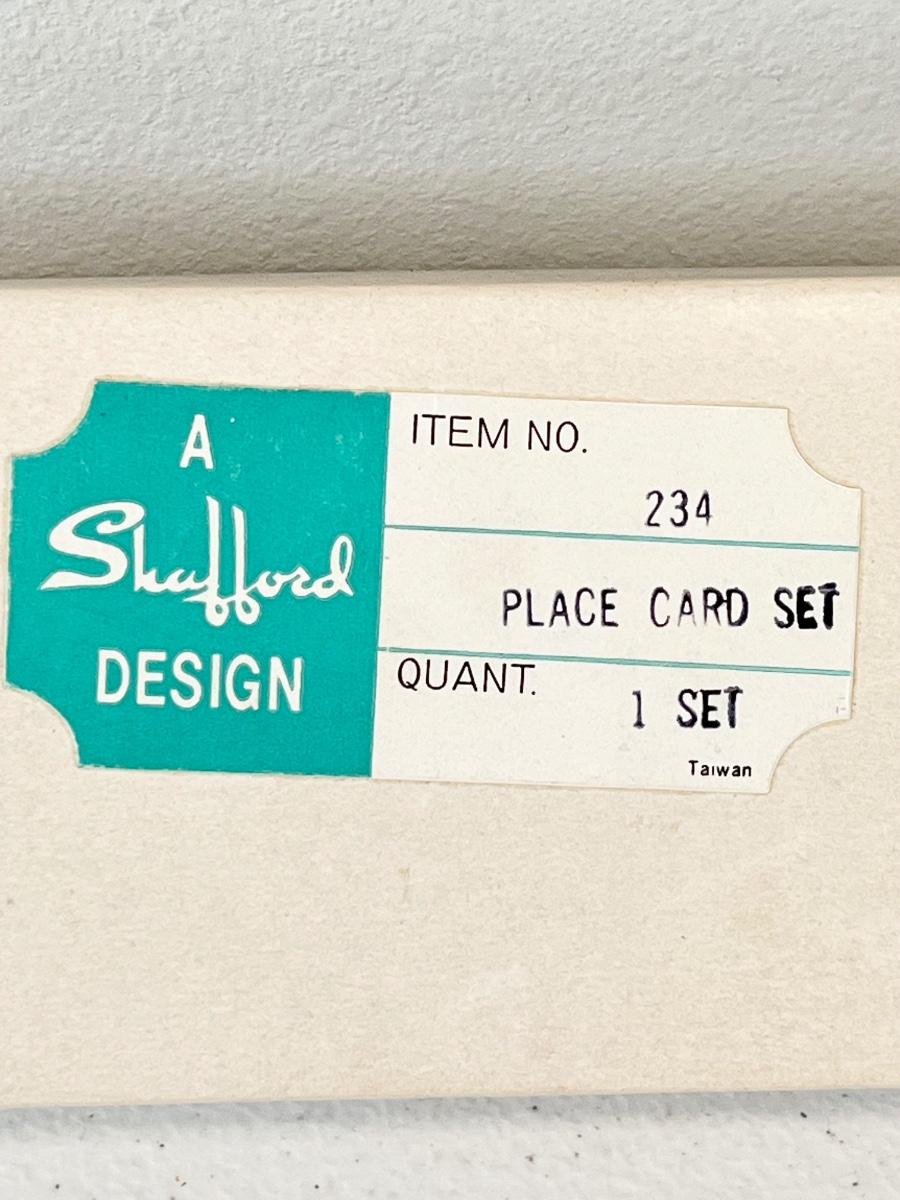 A
Shafford
DESIGN
ITEM NO.
234
PLACE CARD SET
QUANT. 1 SET
Taiwan